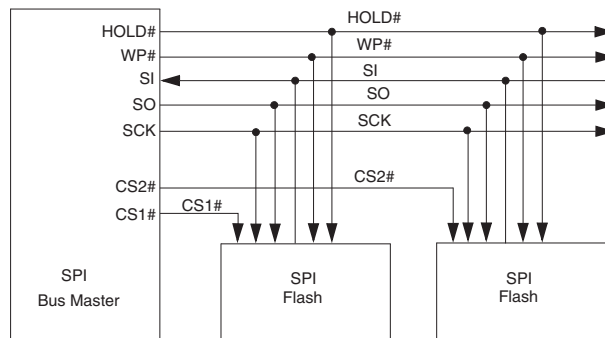 HOLD# HOLD#
WP# WP#
SI SI
SO SO
SCK SCK
CS2# CS2#
CS1# CS1#
SPI
Bus Master
SPI
Flash
SPI
Flash